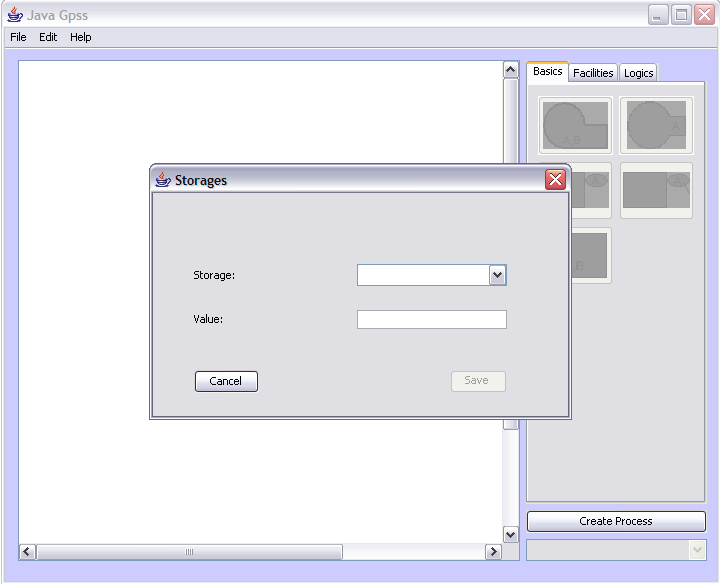 Java Gpss
File Edit Help
Basics Facilities Logics
A B
A
A
A
B
Storages
Storage:
Value:
Cancel Save
Create Process